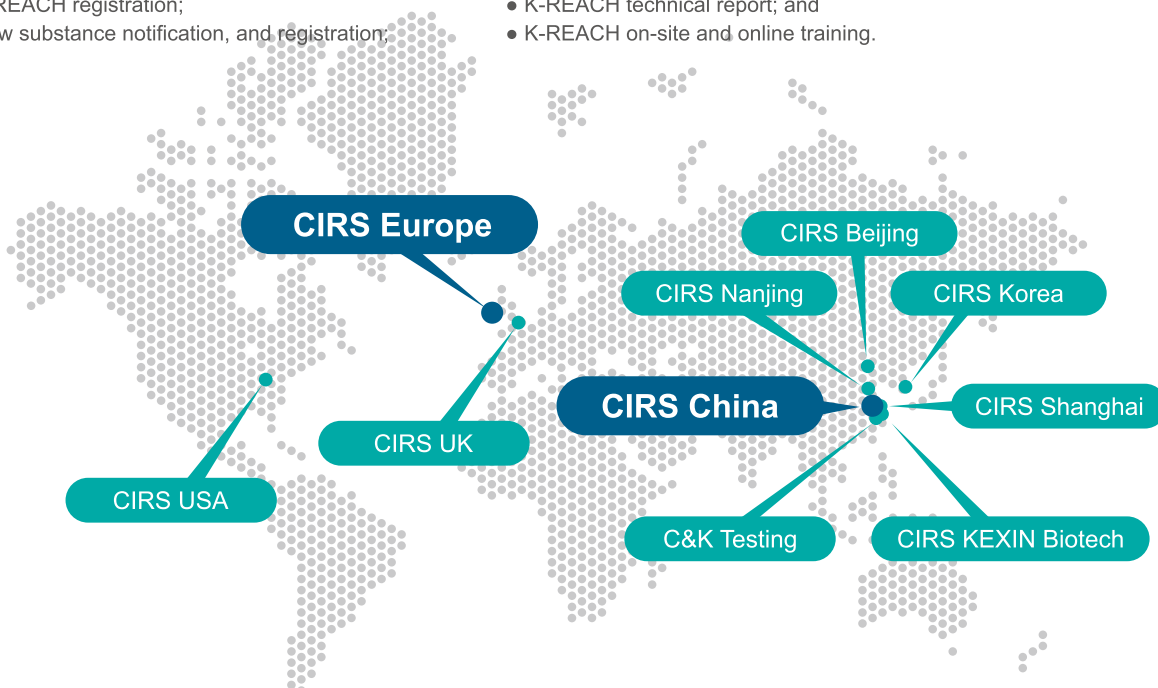 REACH registration;
w substance notification, and registration;
● K-REACH technical report; and
● K-REACH on-site and online training.
CIRS Europe
CIRS Beijing
CIRS Nanjing
CIRS Korea
CIRS China
CIRS Shanghai
CIRS UK
CIRS USA
C&K Testing
CIRS KEXIN Biotech